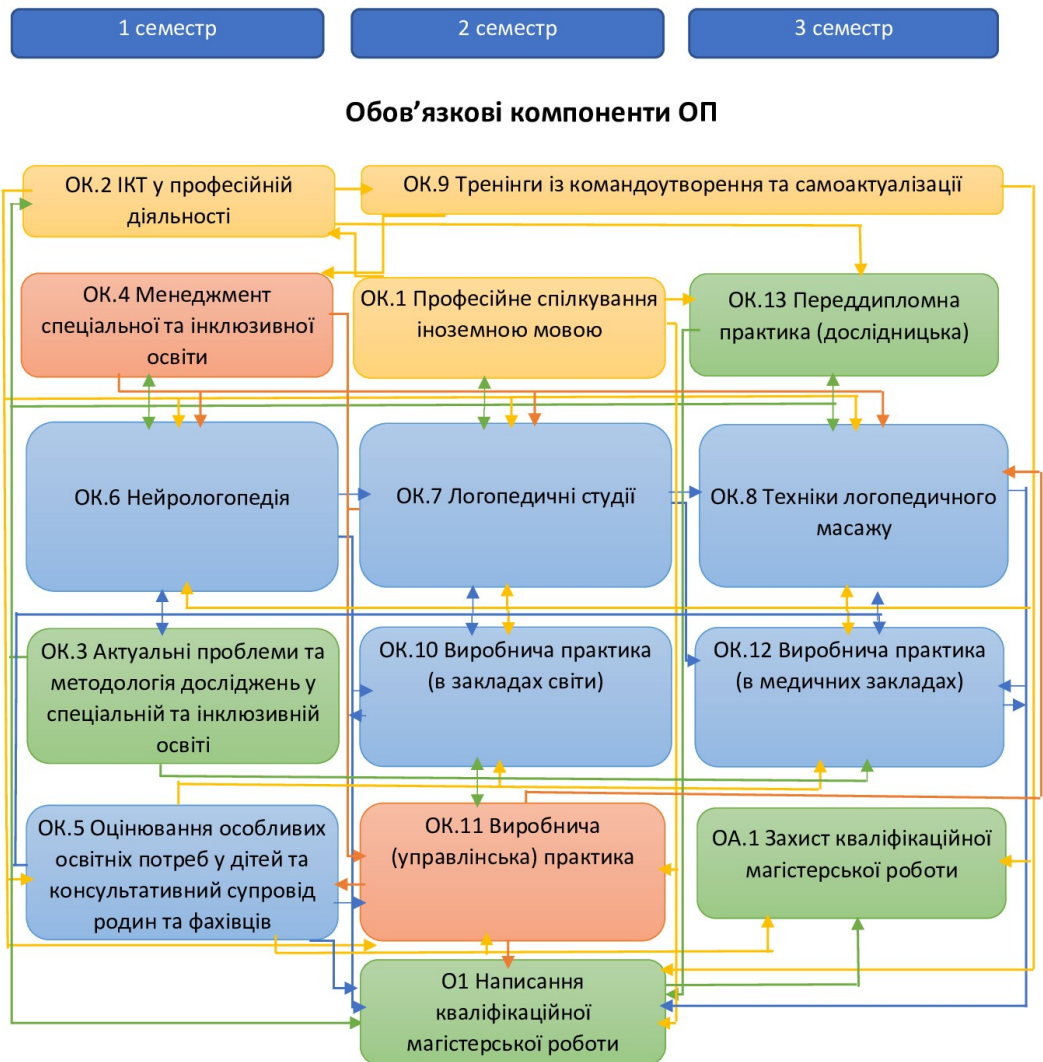 1 семестр
2 семестр
3 семестр
Обов’язкові компоненти ОП
ОК.2 ІКТ у професійній
діяльності
ОК.9 Тренінги із командоутворення та самоактуалізації
ОК.4 Менеджмент
спеціальної та інклюзивної
освіти
ОК.1 Професійне спілкування
іноземною мовою
ОК.13 Переддипломна
практика (дослідницька)
ОК.6 Нейрологопедія
ОК.7 Логопедичні студії
ОК.8 Техніки логопедичного
масажу
ОК.3 Актуальні проблеми та
методологія досліджень у
спеціальній та інклюзивній
освіті
ОК.10 Виробнича практика
(в закладах світи)
ОК.12 Виробнича практика
(в медичних закладах)
ОК.5 Оцінювання особливих
освітніх потреб у дітей та
консультативний супровід
родин та фахівців
ОК.11 Виробнича
(управлінська) практика
ОА.1 Захист кваліфікаційної
магістерської роботи
О1 Написання
кваліфікаційної
магістерської роботи